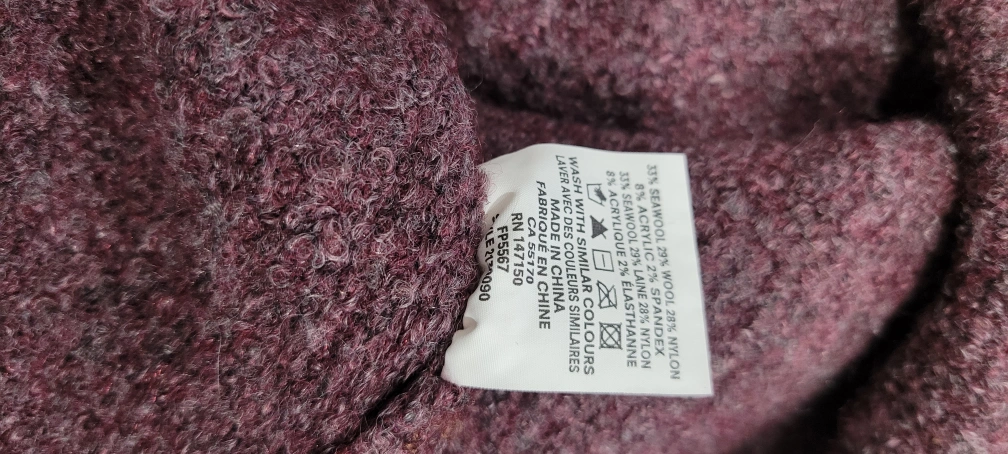 33% SEAWOOL 29% WOOL 28% NYLON
8% ACRYLIC 2% SPANDEX
33% SEAWOOL 29% LAINE 28% NYLON
8% ACRYLIQUE 2% ÉLASTHANNE
WASH WITH SIMILAR COLOURS
LAVER AVEC DES COULEURS SIMILAIRES
MADE IN CHINA
FABRIQUÉ EN CHINE
CA 55170
RN 147150
FP5567